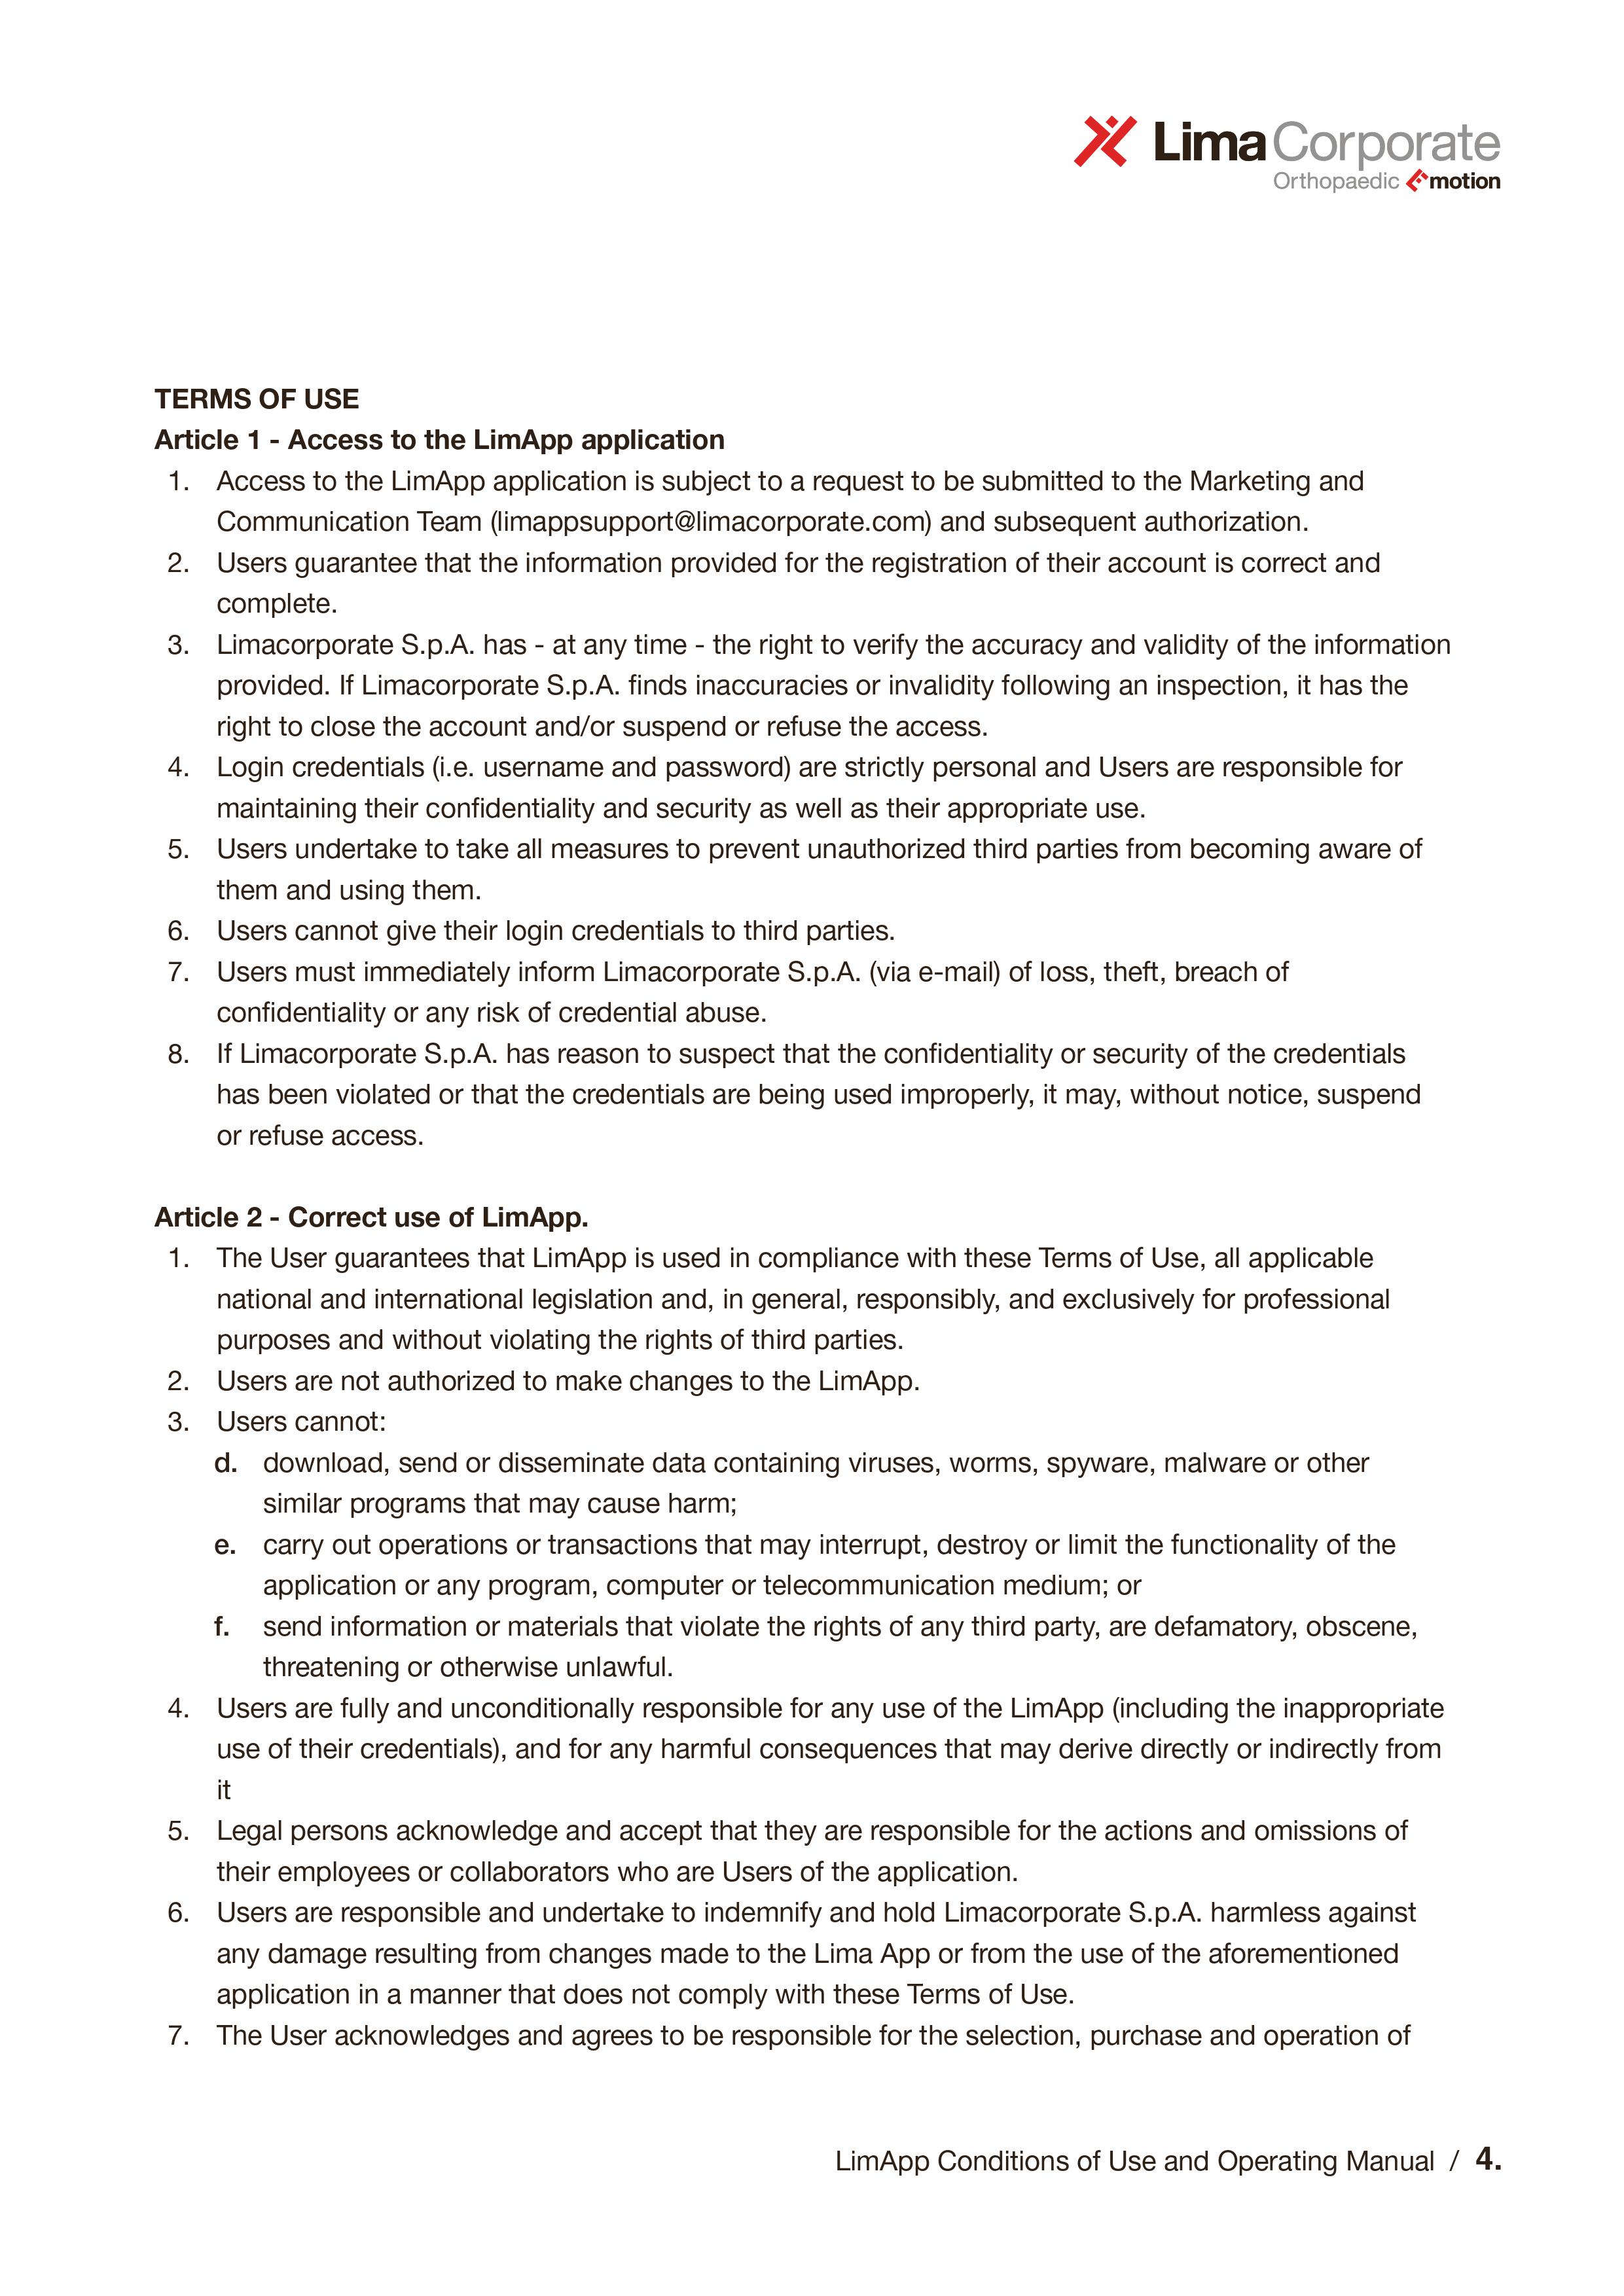 Lima Corporate
Orthopaedic Emotion
TERMS OF USE
Article 1 - Access to the LimApp application
1. Access to the LimApp application is subject to a request to be submitted to the Marketing and
Communication Team (limappsupport@limacorporate.com) and subsequent authorization.
2. Users guarantee that the information provided for the registration of their account is correct and
complete.
3. Limacorporate S.p.A. has - at any time - the right to verify the accuracy and validity of the information
provided. If Limacorporate S.p.A. finds inaccuracies or invalidity following an inspection, it has the
right to close the account and/or suspend or refuse the access.
4. Login credentials (i.e. username and password) are strictly personal and Users are responsible for
maintaining their confidentiality and security as well as their appropriate use.
5. Users undertake to take all measures to prevent unauthorized third parties from becoming aware of
them and using them.
6. Users cannot give their login credentials to third parties.
7. Users must immediately inform Limacorporate S.p.A. (via e-mail) of loss, theft, breach of
confidentiality or any risk of credential abuse.
8. If Limacorporate S.p.A. has reason to suspect that the confidentiality or security of the credentials
has been violated or that the credentials are being used improperly, it may, without notice, suspend
or refuse access.
Article 2 - Correct use of LimApp.
1. The User guarantees that LimApp is used in compliance with these Terms of Use, all applicable
national and international legislation and, in general, responsibly, and exclusively for professional
purposes and without violating the rights of third parties.
2. Users are not authorized to make changes to the LimApp.
3. Users cannot:
d. download, send or disseminate data containing viruses, worms, spyware, malware or other
similar programs that may cause harm;
e. carry out operations or transactions that may interrupt, destroy or limit the functionality of the
application or any program, computer or telecommunication medium; or
f. send information or materials that violate the rights of any third party, are defamatory, obscene,
threatening or otherwise unlawful.
4. Users are fully and unconditionally responsible for any use of the LimApp (including the inappropriate
use of their credentials), and for any harmful consequences that may derive directly or indirectly from
it
5. Legal persons acknowledge and accept that they are responsible for the actions and omissions of
their employees or collaborators who are Users of the application.
6. Users are responsible and undertake to indemnify and hold Limacorporate S.p.A. harmless against
any damage resulting from changes made to the Lima App or from the use of the aforementioned
application in a manner that does not comply with these Terms of Use.
7. The User acknowledges and agrees to be responsible for the selection, purchase and operation of
LimApp Conditions of Use and Operating Manual / 4.